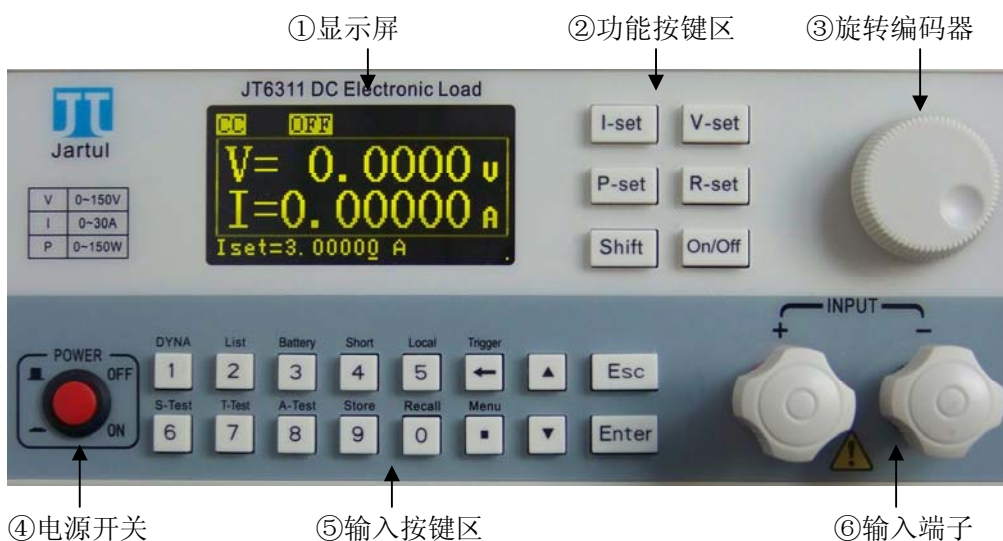 ①显示屏
②功能按键区
③旋转编码器
JT
Jartul
JT6311 DC Electronic Load
CC OFF
V= 0.0000 v
I=0.00000 A
Iset=3.00000 A
V 0~150V
I 0~30A
P 0~150W
I-set V-set
P-set R-set
Shift On/Off
INPUT
+ −
POWER
OFF
ON
DYNA List Battery Short Local Trigger
1 2 3 4 5 ← ▲ Esc
S-Test T-Test A-Test Store Recall Menu
6 7 8 9 0 ▪ ▼ Enter
④电源开关
⑤输入按键区
⑥输入端子